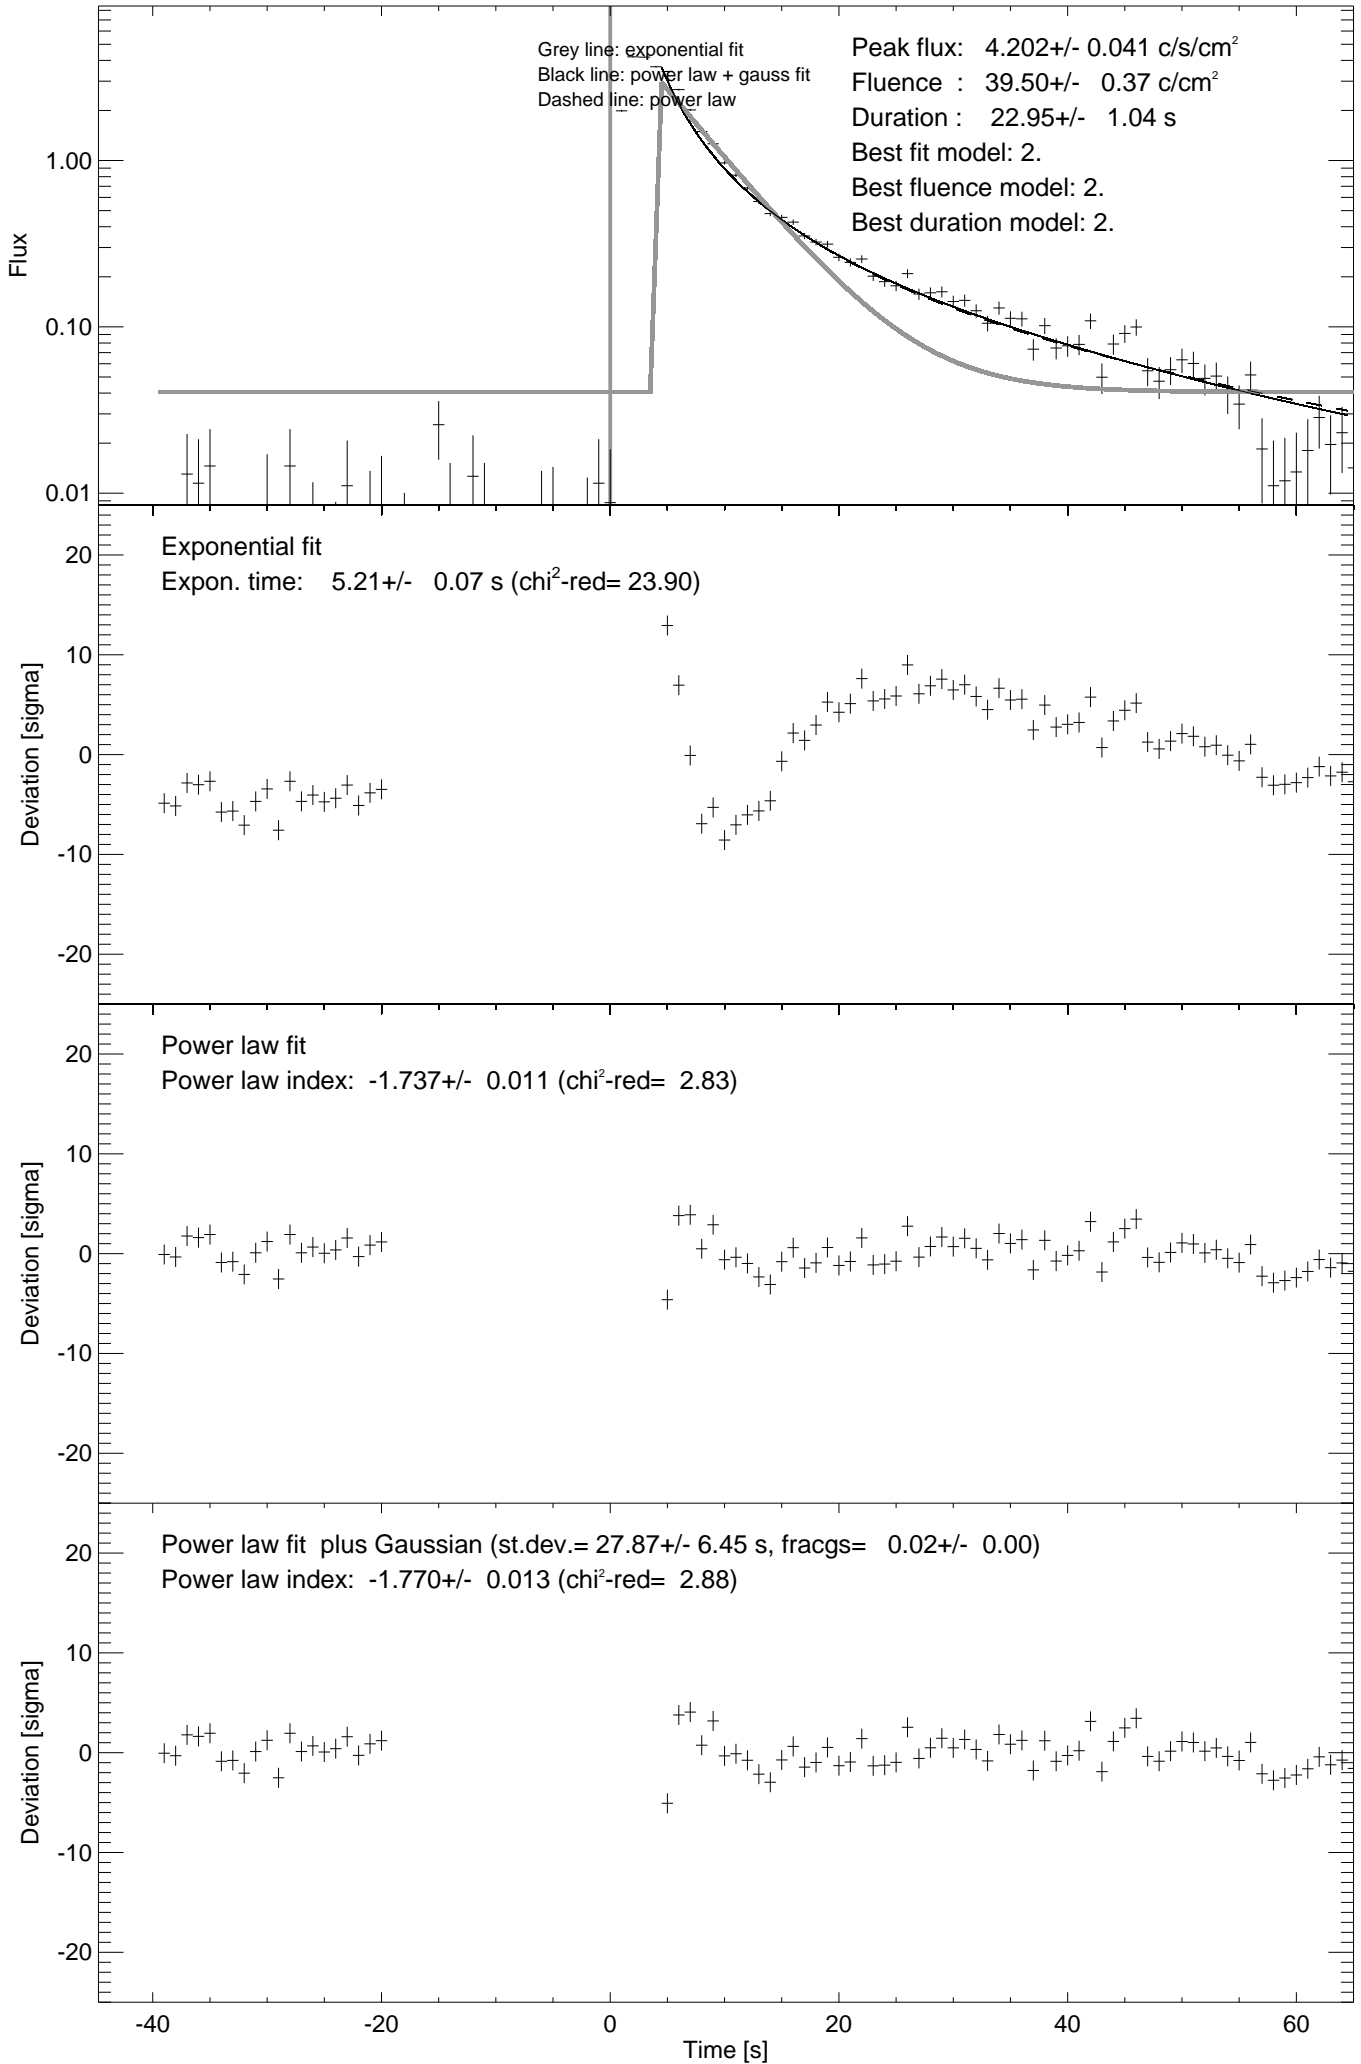 Grey line: exponential fit
Black line: power law + gauss fit
Dashed line: power law
Peak flux: 4.202+/- 0.041 c/s/cm²
Fluence : 39.50+/- 0.37 c/cm²
Duration : 22.95+/- 1.04 s
Best fit model: 2.
Best fluence model: 2.
Best duration model: 2.
Flux
1.00
0.10
0.01
Exponential fit
Expon. time: 5.21+/- 0.07 s (chi²-red= 23.90)
Deviation [sigma]
20
10
0
-10
-20
Power law fit
Power law index: -1.737+/- 0.011 (chi²-red= 2.83)
Deviation [sigma]
20
10
0
-10
-20
Power law fit plus Gaussian (st.dev.= 27.87+/- 6.45 s, fracgs= 0.02+/- 0.00)
Power law index: -1.770+/- 0.013 (chi²-red= 2.88)
Deviation [sigma]
20
10
0
-10
-20
-40 -20 0 20 40 60
Time [s]